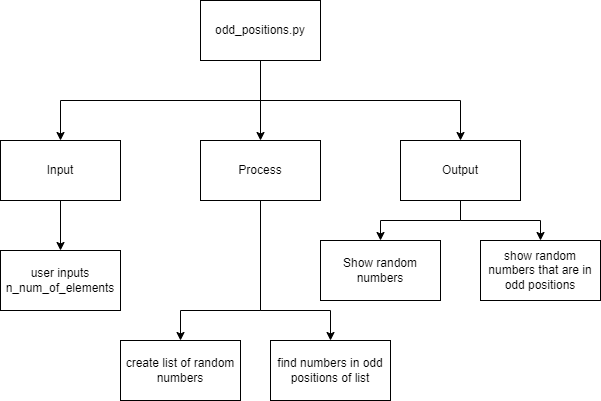 odd_positions.py
Input
Process
Output
user inputs
n_num_of_elements
Show random
numbers
show random
numbers that are in
odd positions
create list of random
numbers
find numbers in odd
positions of list